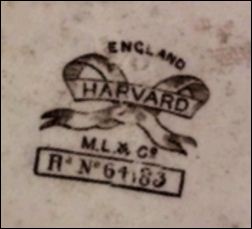 ENGLAND
HARVARD
M.L. & Co
Rd No 64183